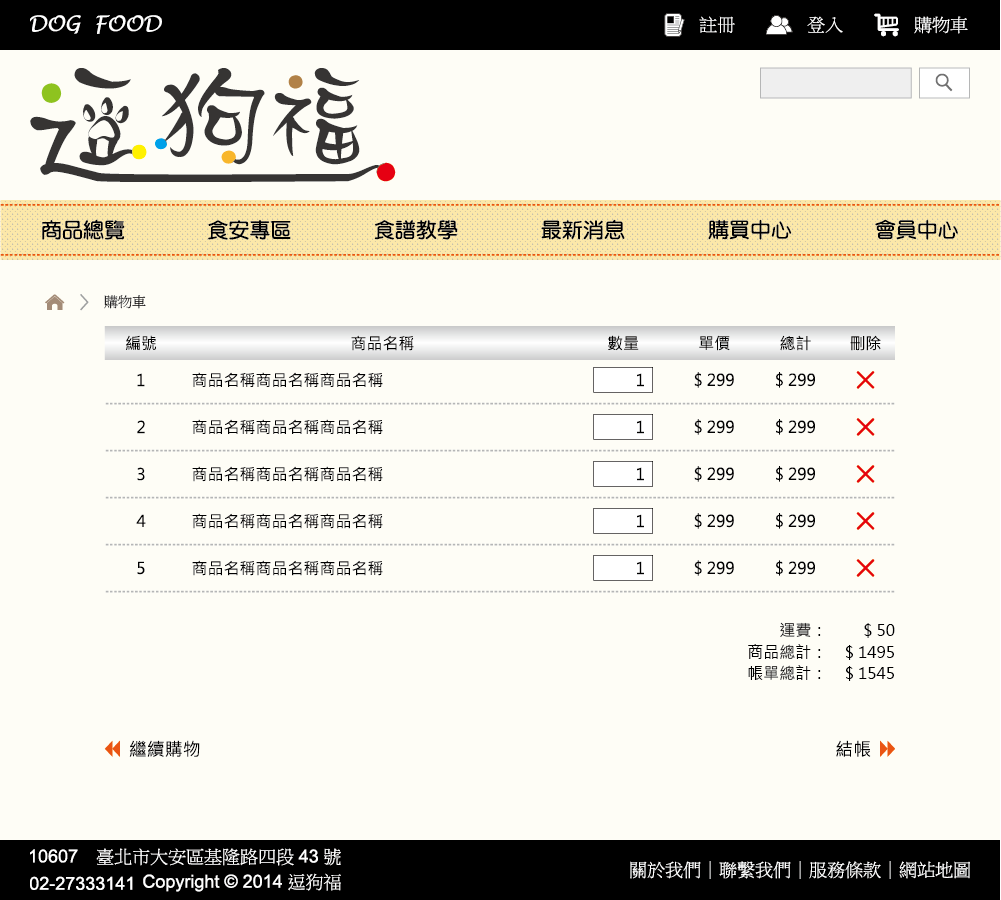 DOG FOOD 註冊 登入 購物車
逗狗福
商品總覽 食安專區 食譜教學 最新消息 購買中心 會員中心
購物車
編號 商品名稱 數量 單價 總計 刪除
1 商品名稱商品名稱商品名稱 1 $ 299 $ 299
2 商品名稱商品名稱商品名稱 1 $ 299 $ 299
3 商品名稱商品名稱商品名稱 1 $ 299 $ 299
4 商品名稱商品名稱商品名稱 1 $ 299 $ 299
5 商品名稱商品名稱商品名稱 1 $ 299 $ 299
運費： $ 50
商品總計： $ 1495
帳單總計： $ 1545
繼續購物 結帳
10607 臺北市大安區基隆路四段 43 號
02-27333141 Copyright © 2014 逗狗福
關於我們｜聯繫我們｜服務條款｜網站地圖